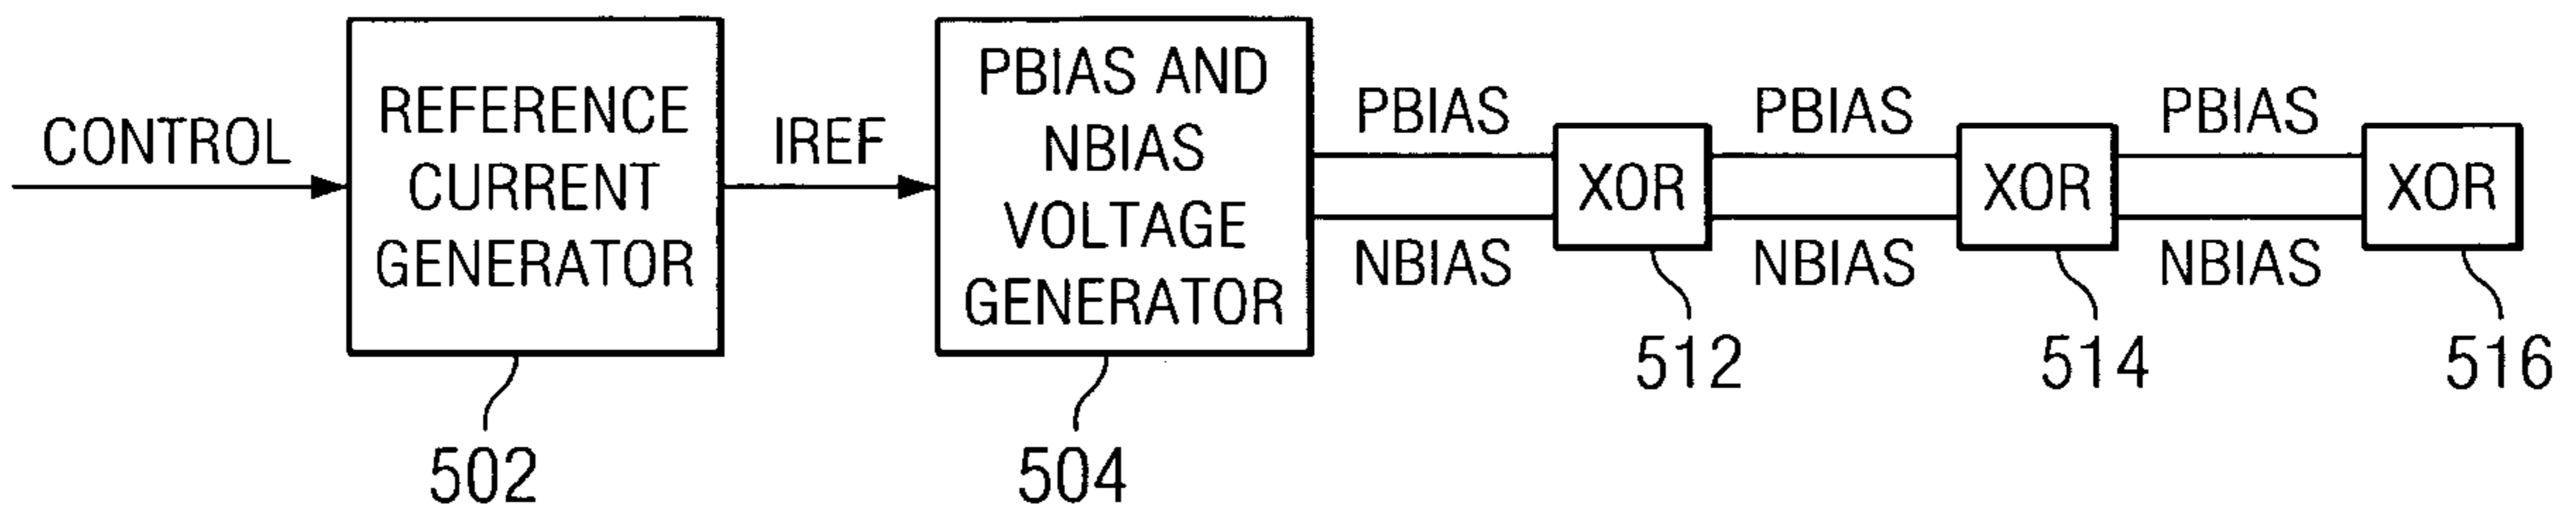 CONTROL
REFERENCE
CURRENT
GENERATOR
502
IREF
PBIAS AND
NBIAS
VOLTAGE
GENERATOR
504
PBIAS
NBIAS
XOR
512
PBIAS
NBIAS
XOR
514
PBIAS
NBIAS
XOR
516